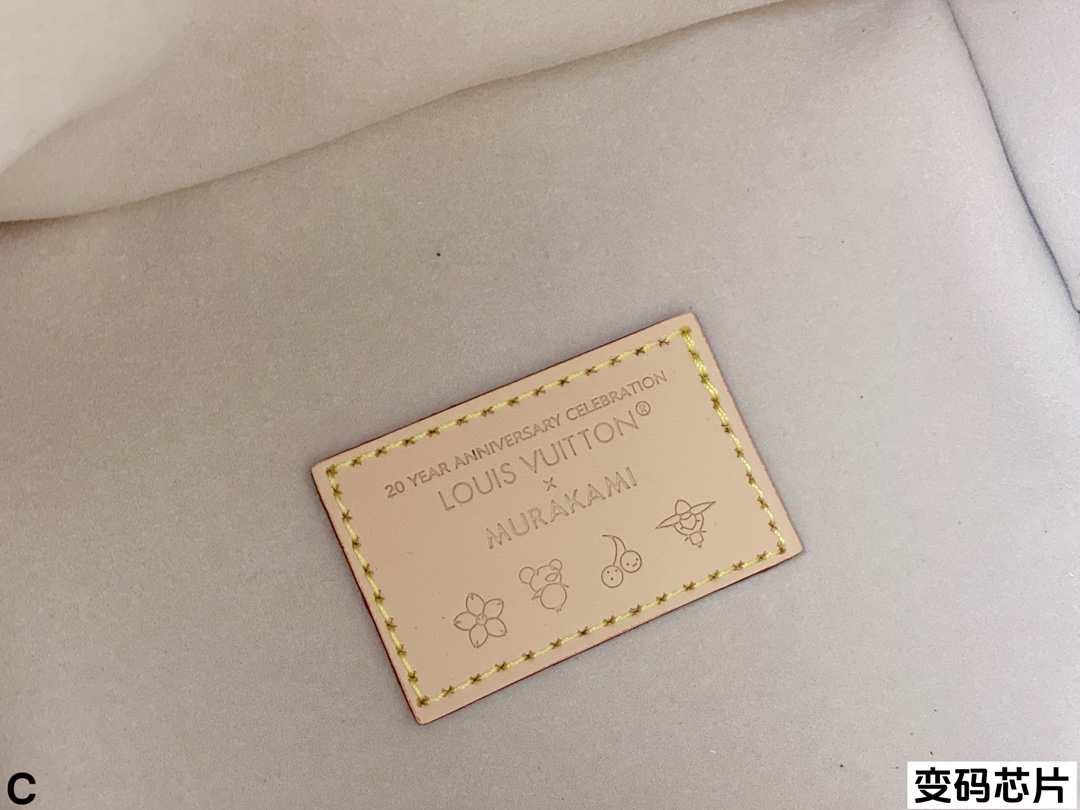 20 YEAR ANNIVERSARY CELEBRATION
LOUIS VUITTON®
×
MURAKAMI
C
变码芯片